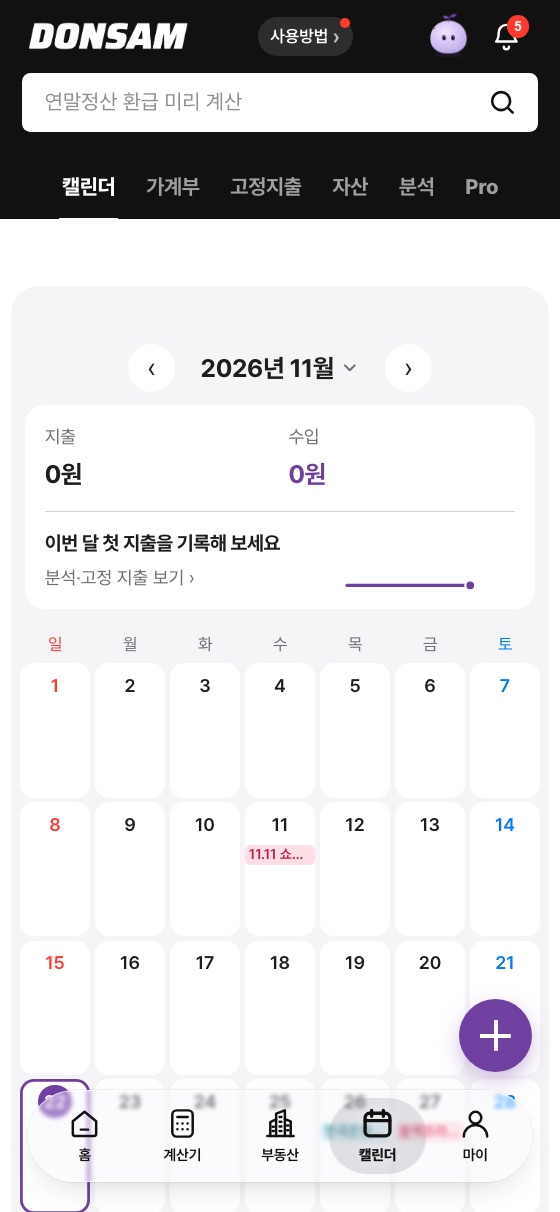 DONSAM
사용방법 ›
5
연말정산 환급 미리 계산
캘린더 가계부 고정지출 자산 분석 Pro
‹ 2026년 11월 ›
지출 수입
0원 0원
이번 달 첫 지출을 기록해 보세요
분석·고정 지출 보기 ›
일 월 화 수 목 금 토
1 2 3 4 5 6 7
8 9 10 11 12 13 14
11.11 쇼...
15 16 17 18 19 20 21
22 23 24 25 26 27 28
홈 계산기 부동산 캘린더 마이